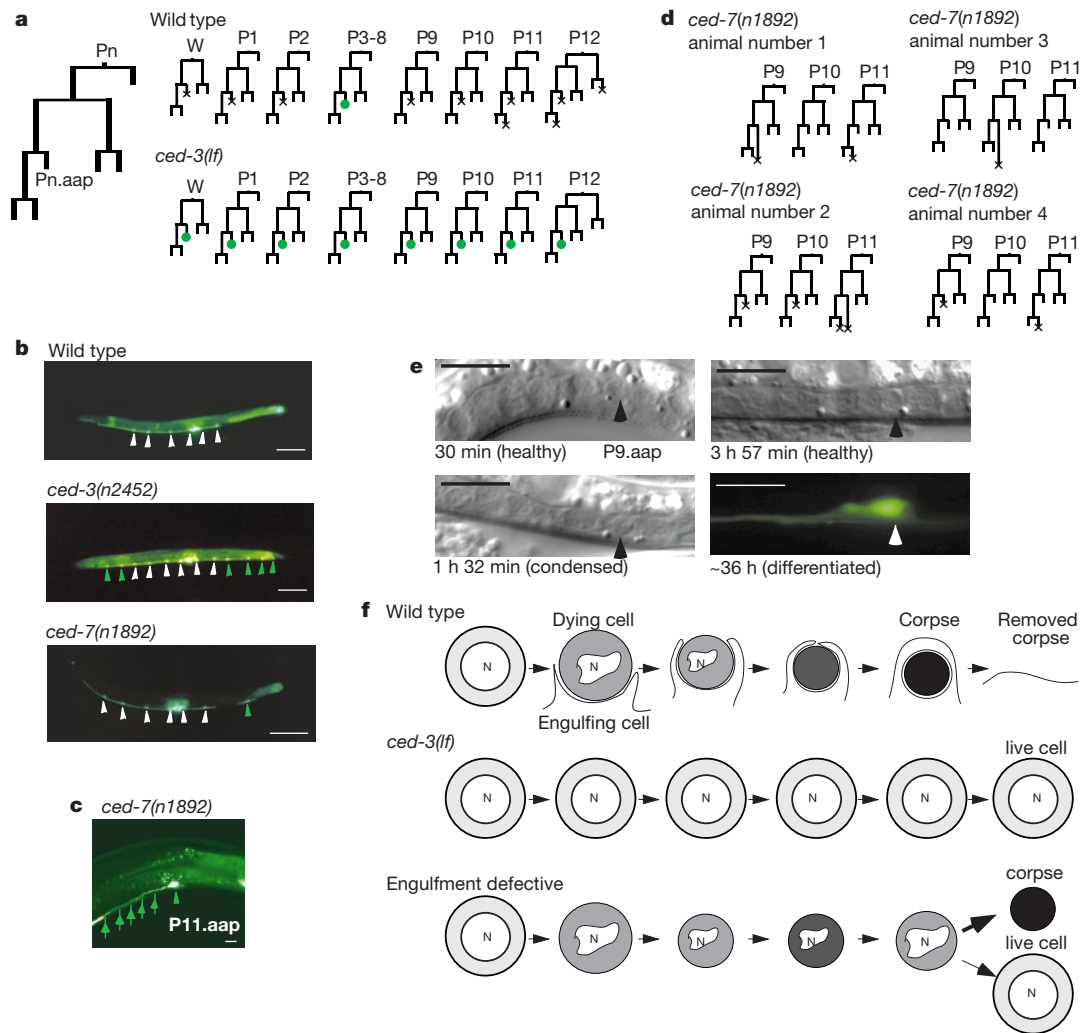 a
Wild type
Pn
Pn.aap
W P1 P2 P3-8 P9 P10 P11 P12
ced-3(lf)
W P1 P2 P3-8 P9 P10 P11 P12
b
Wild type
ced-3(n2452)
ced-7(n1892)
c
ced-7(n1892)
P11.aap
d
ced-7(n1892)
animal number 1
P9 P10 P11
ced-7(n1892)
animal number 3
P9 P10 P11
ced-7(n1892)
animal number 2
P9 P10 P11
ced-7(n1892)
animal number 4
P9 P10 P11
e
30 min (healthy) P9.aap
3 h 57 min (healthy)
1 h 32 min (condensed)
~36 h (differentiated)
f
Wild type
Dying cell
Corpse
Removed
corpse
N N N
Engulfing cell
ced-3(lf)
live cell
N N N N N N
Engulfment defective
corpse
live cell
N N N N N
N